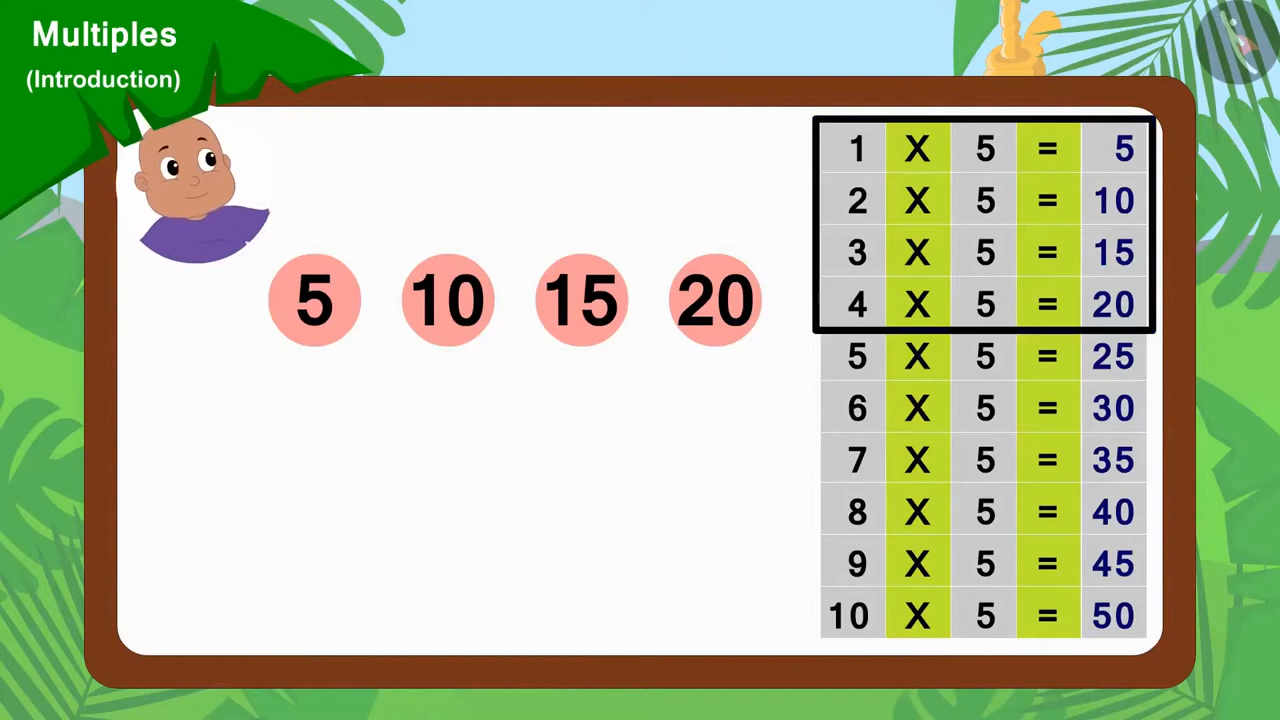 Multiples
(Introduction)
5 10 15 20
1 X 5 = 5
2 X 5 = 10
3 X 5 = 15
4 X 5 = 20
5 X 5 = 25
6 X 5 = 30
7 X 5 = 35
8 X 5 = 40
9 X 5 = 45
10 X 5 = 50